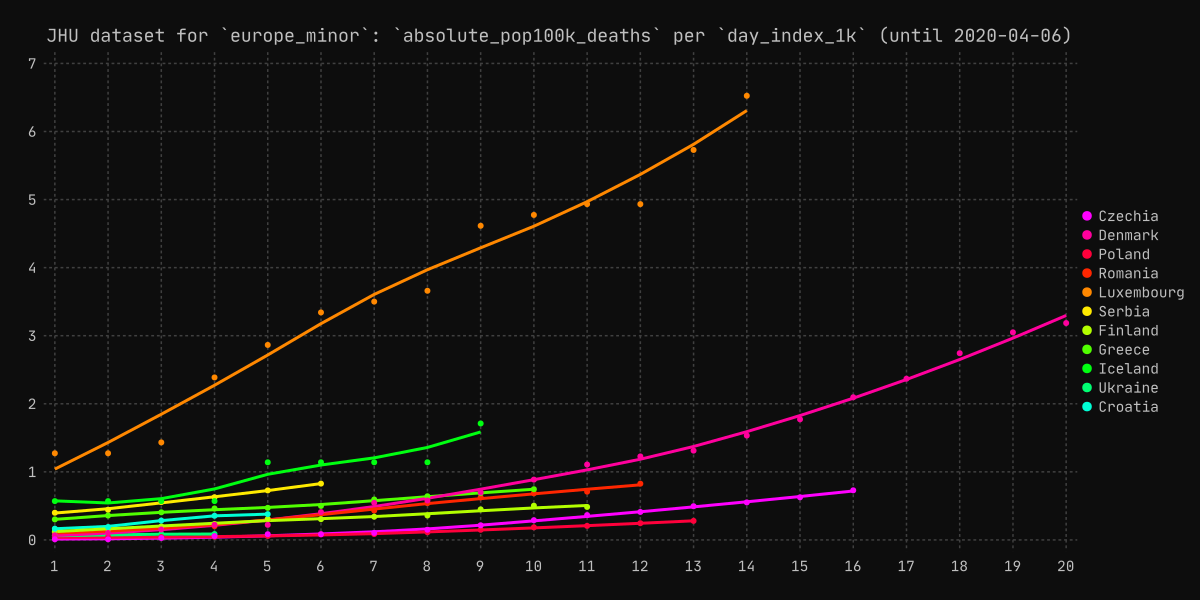 JHU dataset for `europe_minor`: `absolute_pop100k_deaths` per `day_index_1k` (until 2020-04-06)
7
6
5
4
3
2
1
0
1 2 3 4 5 6 7 8 9 10 11 12 13 14 15 16 17 18 19 20
Czechia
Denmark
Poland
Romania
Luxembourg
Serbia
Finland
Greece
Iceland
Ukraine
Croatia